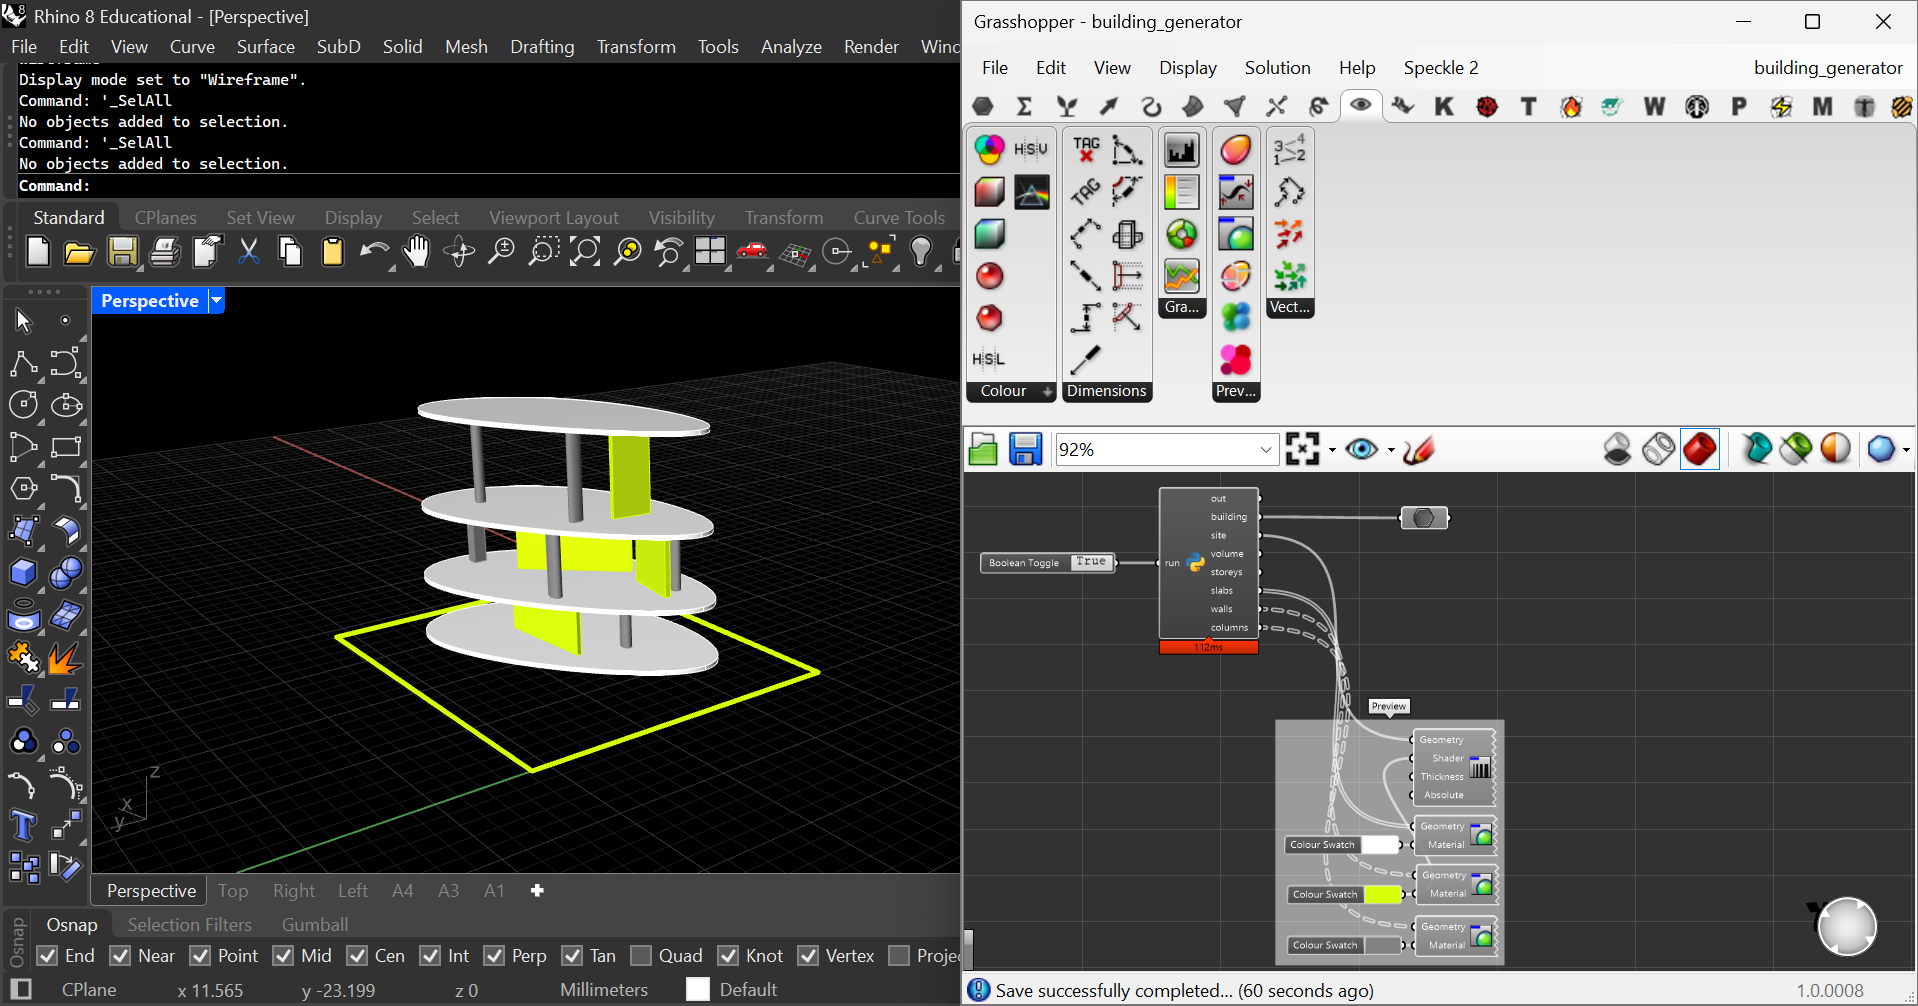 Rhino 8 Educational - [Perspective]
File Edit View Curve Surface SubD Solid Mesh Drafting Transform Tools Analyze Render Wind
Display mode set to "Wireframe".
Command: '_SelAll
No objects added to selection.
Command: '_SelAll
No objects added to selection.
Command:
Standard CPlanes Set View Display Select Viewport Layout Visibility Transform Curve Tools
Perspective
z
x
y
Perspective Top Right Left A4 A3 A1
Osnap Selection Filters Gumball
Osnap
End Near Point Mid Cen Int Perp Tan Quad Knot Vertex Projec
CPlane x 11.565 y -23.199 z 0 Millimeters Default
Grasshopper - building_generator
File Edit View Display Solution Help Speckle 2 building_generator
K T W P M
HSV
TAG
TAG
HSL
3 4
1 2
Colour Dimensions Gra... Prev... Vect...
92%
out
building
site
volume
storeys
slabs
walls
columns
run
112ms
Boolean Toggle True
Preview
Geometry
Shader
Thickness
Absolute
Geometry
Material
Colour Swatch
Geometry
Material
Colour Swatch
Geometry
Material
Colour Swatch
Save successfully completed... (60 seconds ago) 1.0.0008